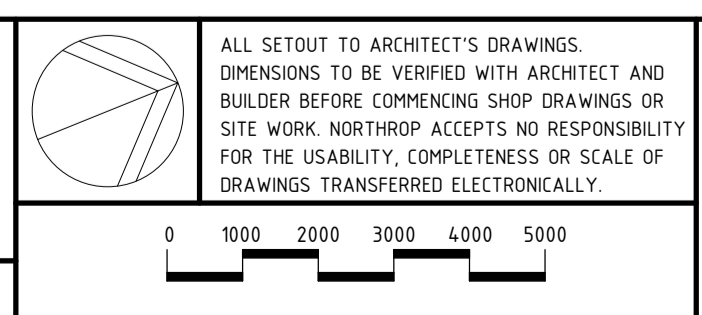 ALL SETOUT TO ARCHITECT'S DRAWINGS.
DIMENSIONS TO BE VERIFIED WITH ARCHITECT AND
BUILDER BEFORE COMMENCING SHOP DRAWINGS OR
SITE WORK. NORTHROP ACCEPTS NO RESPONSIBILITY
FOR THE USABILITY, COMPLETENESS OR SCALE OF
DRAWINGS TRANSFERRED ELECTRONICALLY.
0 1000 2000 3000 4000 5000